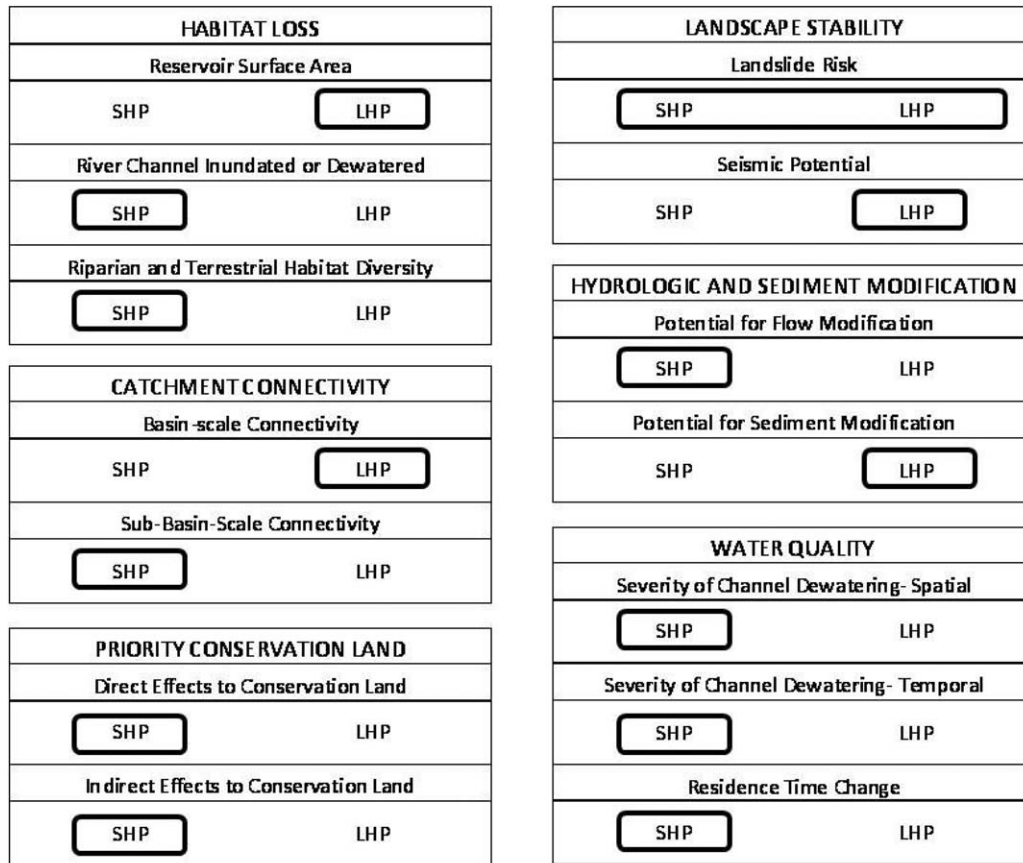 HABITAT LOSS
Reservoir Surface Area
SHP LHP
River Channel Inundated or Dewatered
SHP LHP
Riparian and Terrestrial Habitat Diversity
SHP LHP
CATCHMENT CONNECTIVITY
Basin-scale Connectivity
SHP LHP
Sub-Basin-Scale Connectivity
SHP LHP
PRIORITY CONSERVATION LAND
Direct Effects to Conservation Land
SHP LHP
Indirect Effects to Conservation Land
SHP LHP
LANDSCAPE STABILITY
Landslide Risk
SHP LHP
Seismic Potential
SHP LHP
HYDROLOGIC AND SEDIMENT MODIFICATION
Potential for Flow Modification
SHP LHP
Potential for Sediment Modification
SHP LHP
WATER QUALITY
Severity of Channel Dewatering- Spatial
SHP LHP
Severity of Channel Dewatering- Temporal
SHP LHP
Residence Time Change
SHP LHP